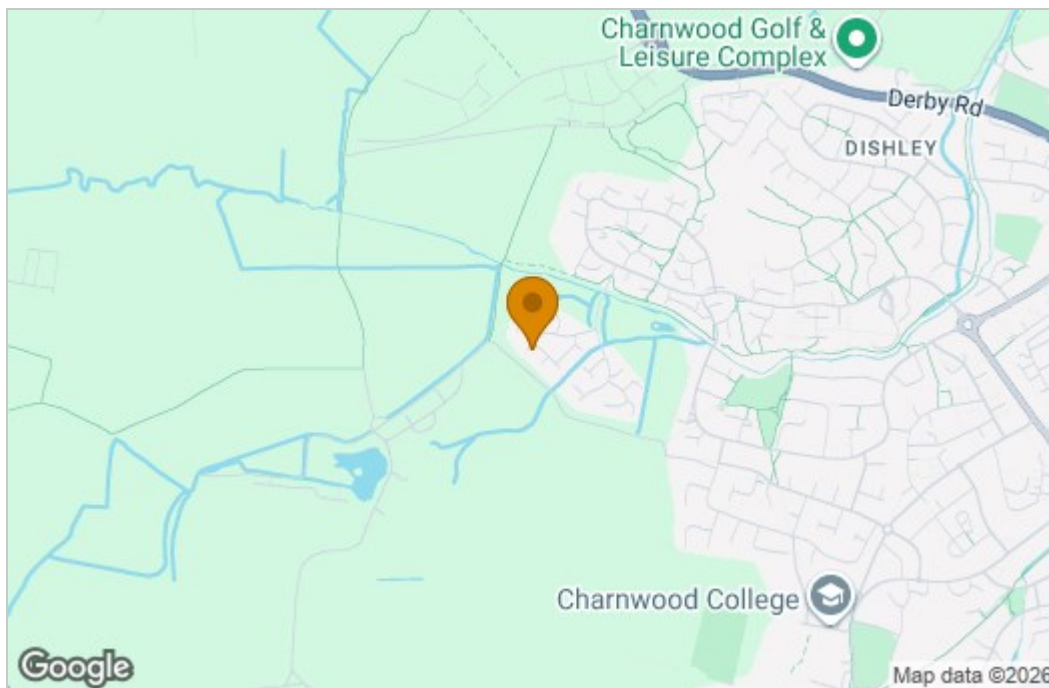 Charnwood Golf &
Leisure Complex
Derby Rd
DISHLEY
Charnwood College
Google
Map data ©2026